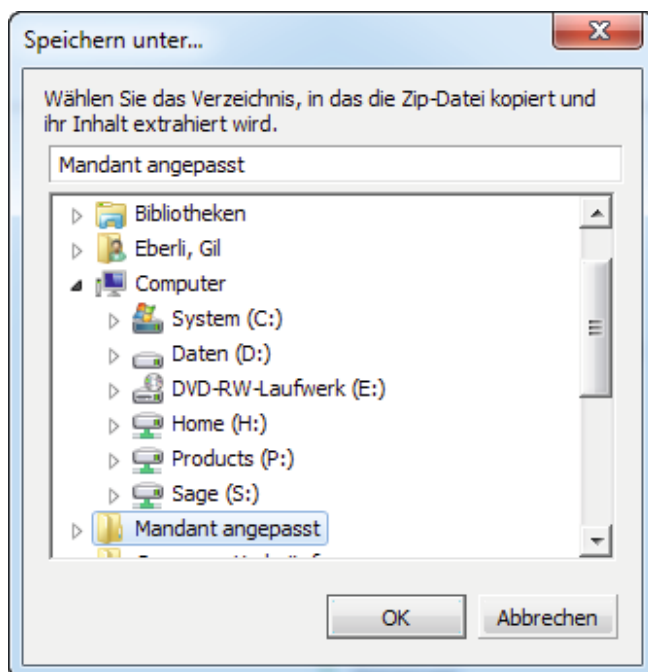 Speichern unter...
Wählen Sie das Verzeichnis, in das die Zip-Datei kopiert und
ihr Inhalt extrahiert wird.
Mandant angepasst
Bibliotheken
Eberli, Gil
Computer
System (C:)
Daten (D:)
DVD-RW-Laufwerk (E:)
Home (H:)
Products (P:)
Sage (S:)
Mandant angepasst
OK Abbrechen